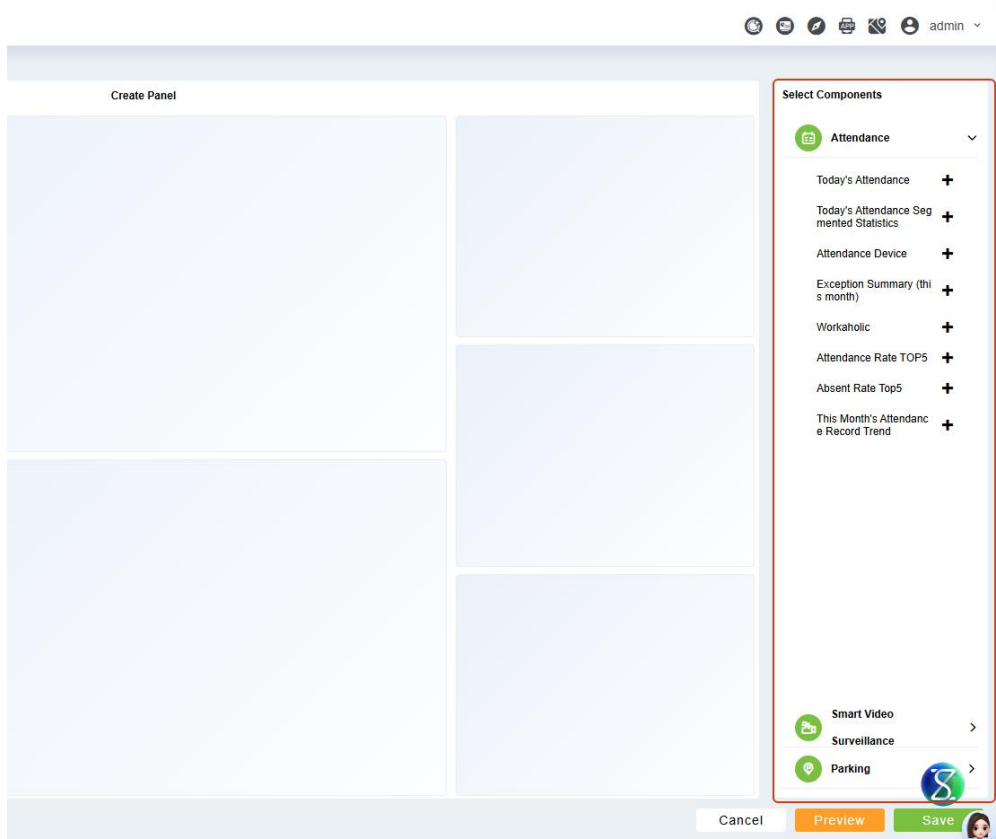 admin
Create Panel
Select Components
Attendance
Today's Attendance
Today's Attendance Seg
mented Statistics
Attendance Device
Exception Summary (thi
s month)
Workaholic
Attendance Rate TOP5
Absent Rate Top5
This Month's Attendanc
e Record Trend
Smart Video
Surveillance
Parking
Cancel
Preview
Save